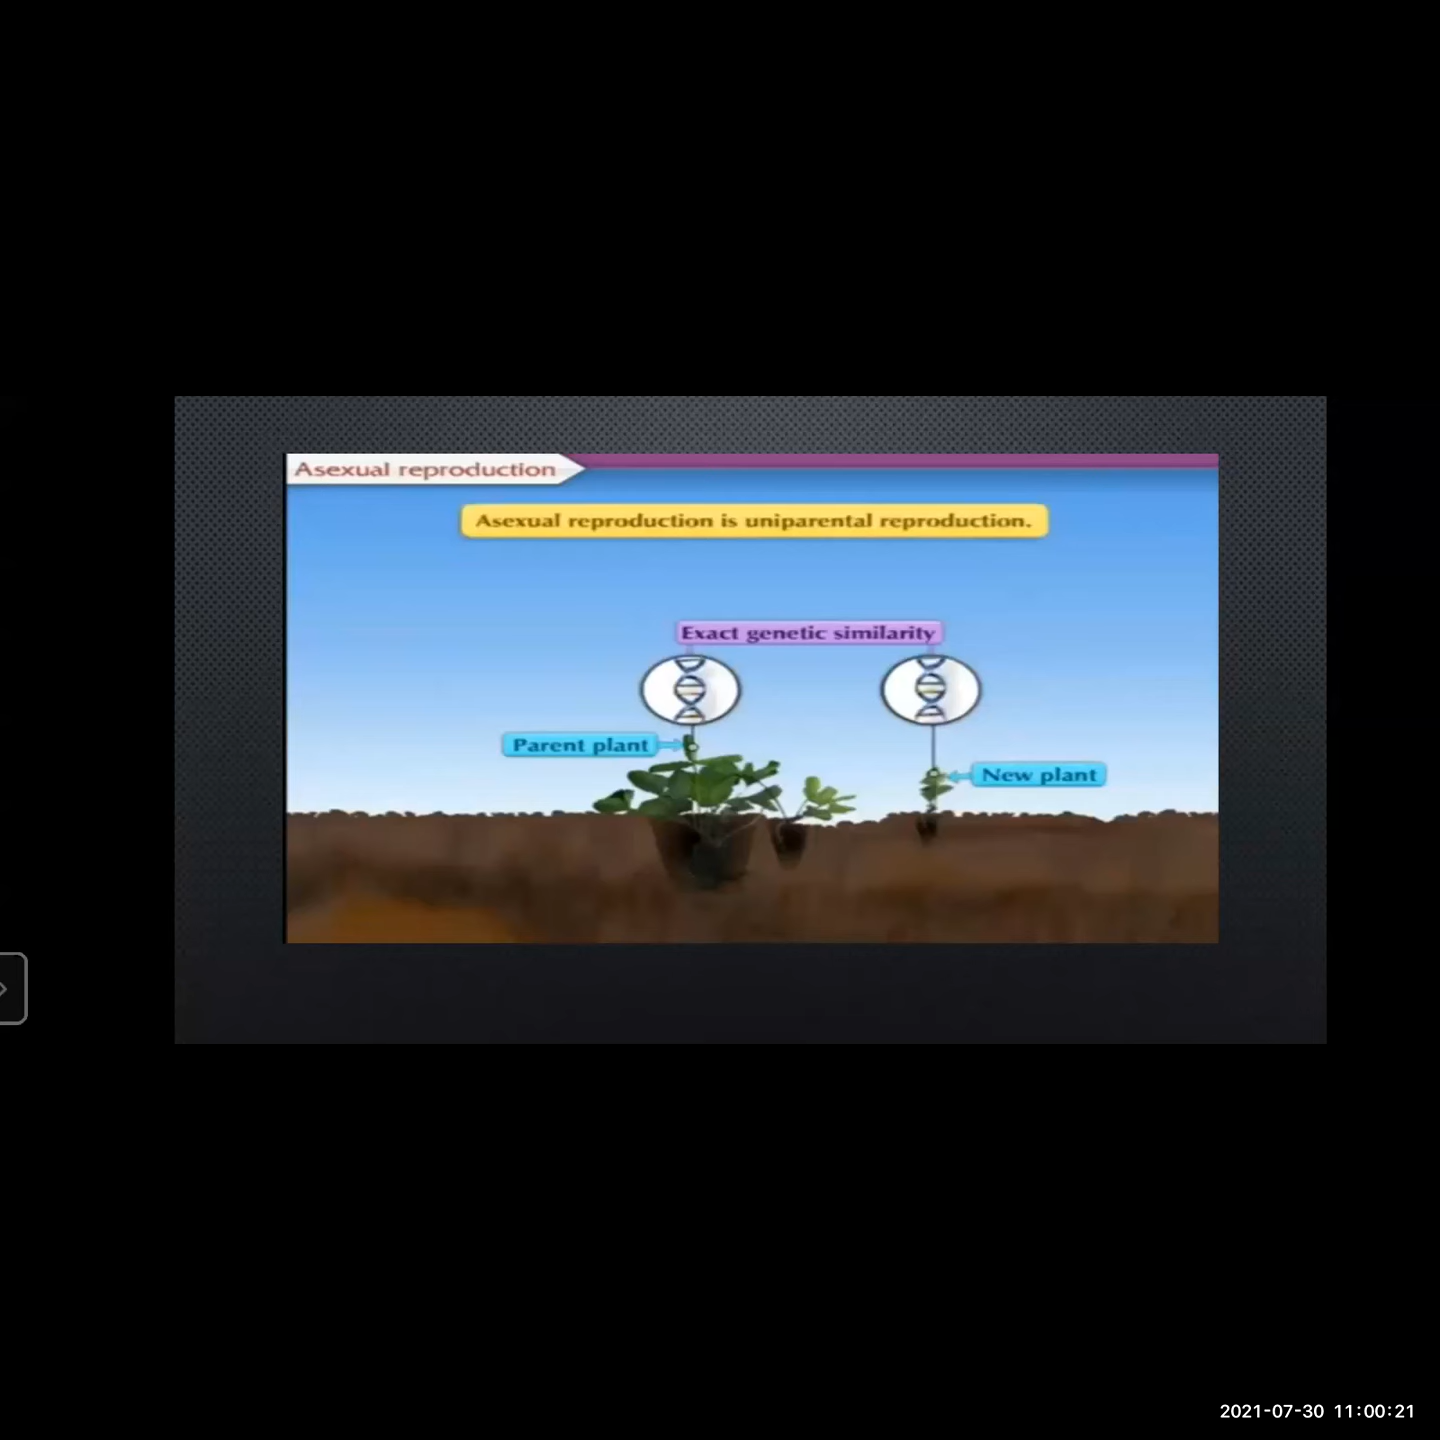 Asexual reproduction
Asexual reproduction is uniparental reproduction.
Exact genetic similarity
Parent plant
New plant
2021-07-30 11:00:21